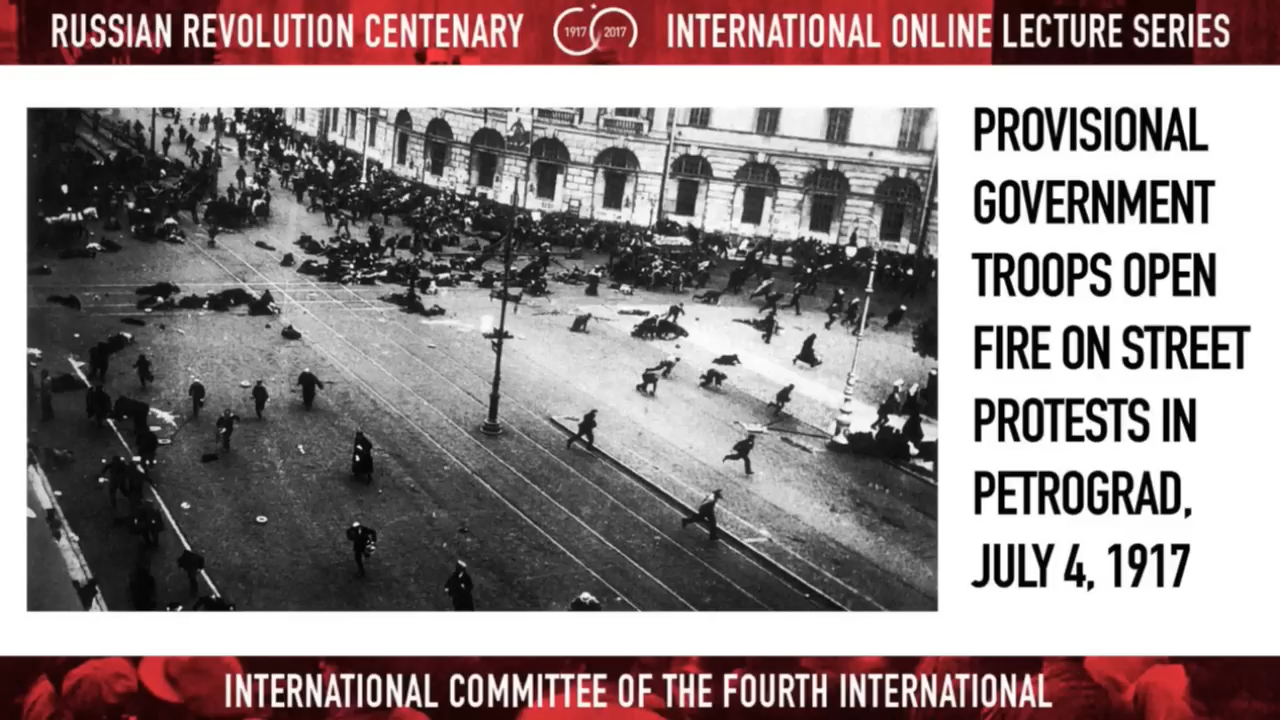 RUSSIAN REVOLUTION CENTENARY 1917 2017 INTERNATIONAL ONLINE LECTURE SERIES
PROVISIONAL
GOVERNMENT
TROOPS OPEN
FIRE ON STREET
PROTESTS IN
PETROGRAD,
JULY 4, 1917
INTERNATIONAL COMMITTEE OF THE FOURTH INTERNATIONAL